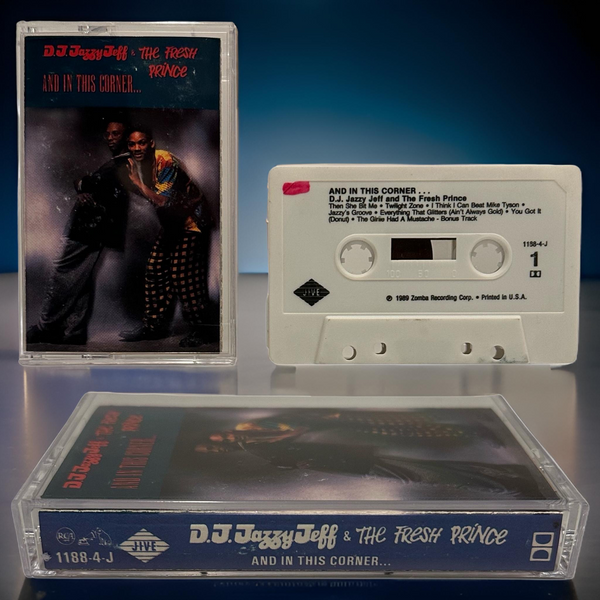 D.J. Jazzy Jeff & THE FRESH
PRINCE
AND IN THIS CORNER...
AND IN THIS CORNER . . .
D.J. Jazzy Jeff and The Fresh Prince
Then She Bit Me • Twilight Zone • I Think I Can Beat Mike Tyson •
Jazzy's Groove • Everything That Glitters (Ain't Always Gold) • You Got It
(Donut) • The Girlie Had A Mustache - Bonus Track
1188-4-J
1
JIVE
100 50
℗ 1989 Zomba Recording Corp. • Printed in U.S.A.
D.J. Jazzy Jeff
AND IN THIS CORNER...
RCA
1188-4-J
JIVE
D.J. Jazzy Jeff & THE FRESH PRINCE
AND IN THIS CORNER...